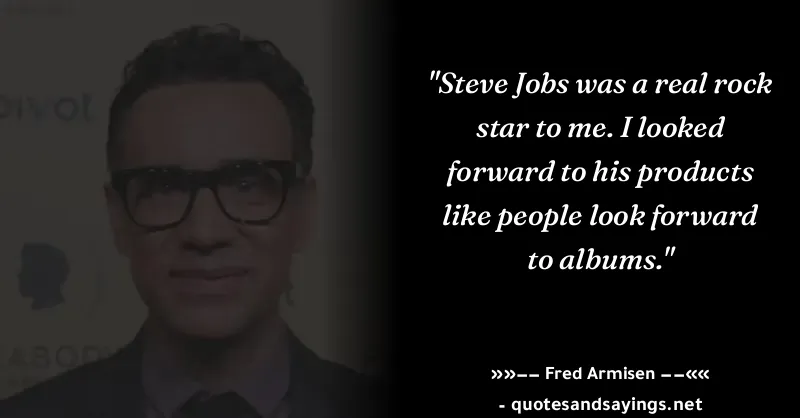 pivot
"Steve Jobs was a real rock
star to me. I looked
forward to his products
like people look forward
to albums."
ABOD
»»−− Fred Armisen −−««
- quotesandsayings.net